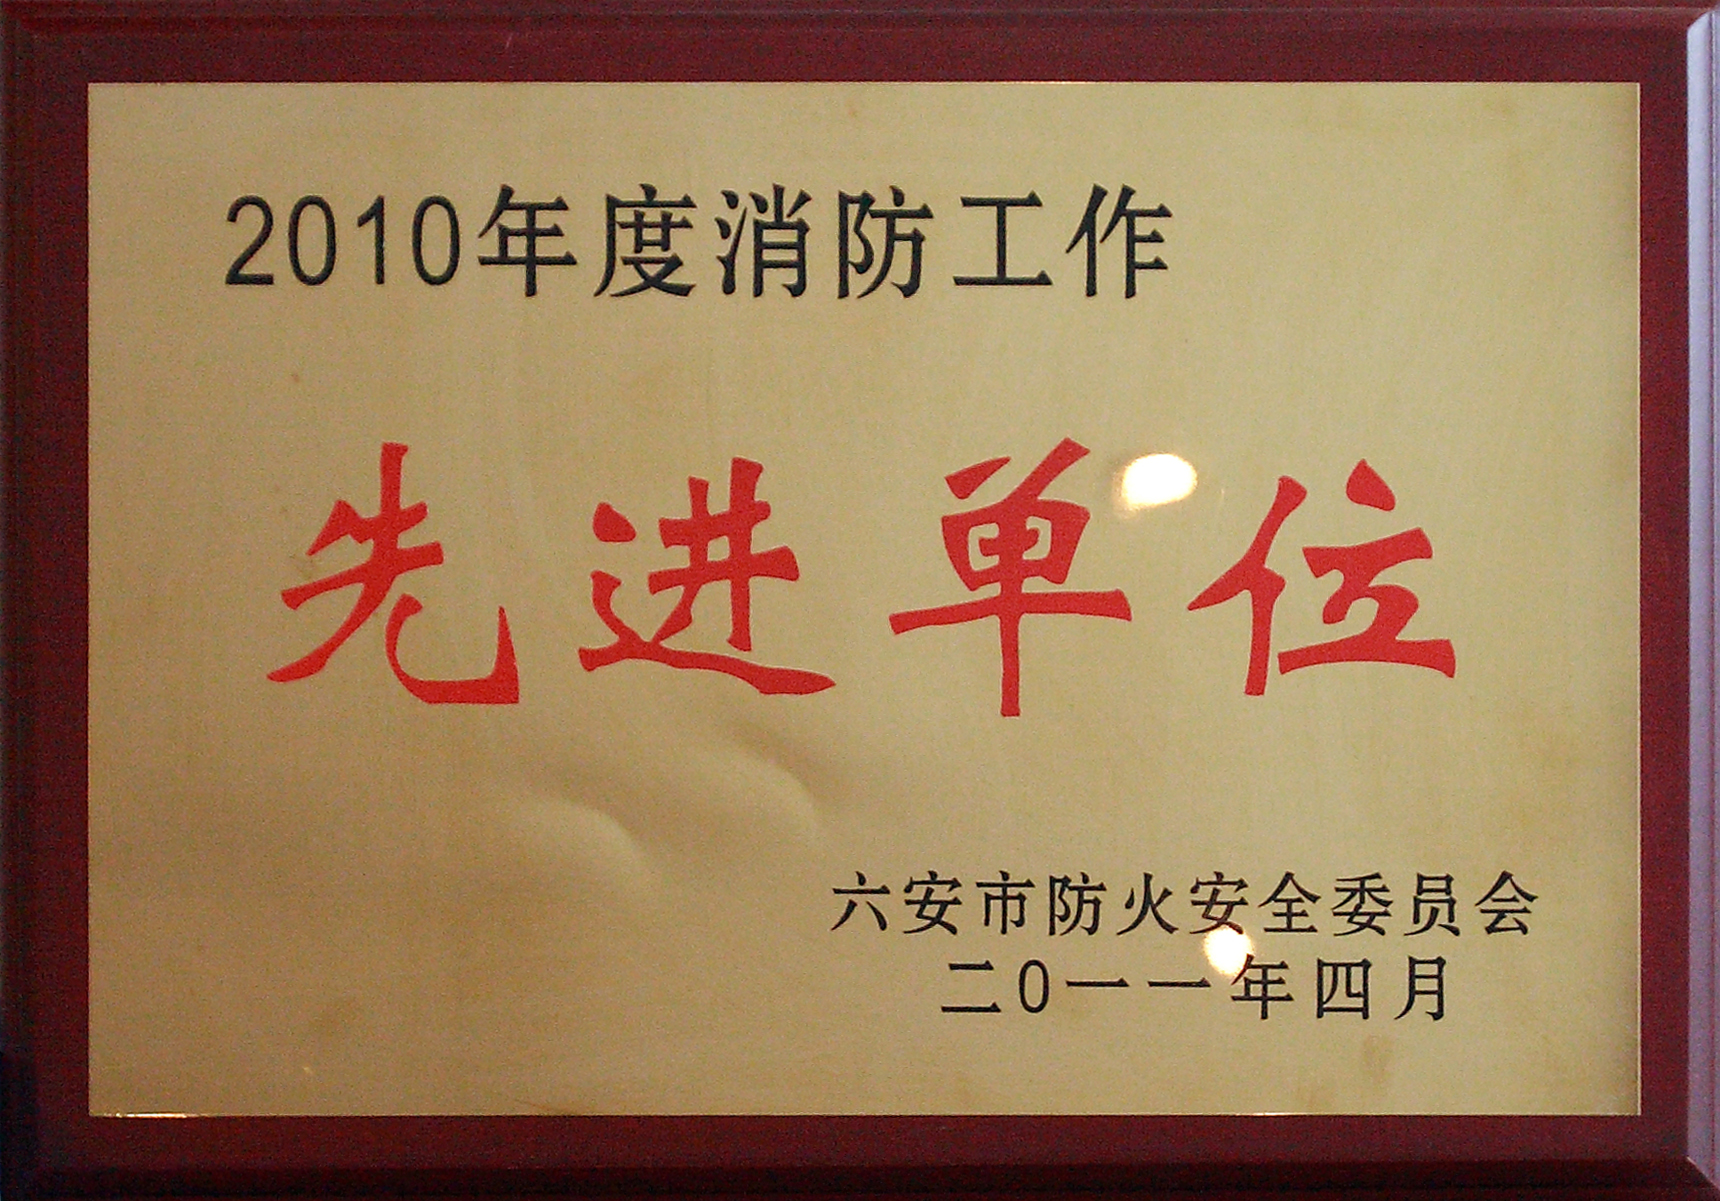 2010年度消防工作
先进单位
六安市防火安全委员会
二0一一年四月